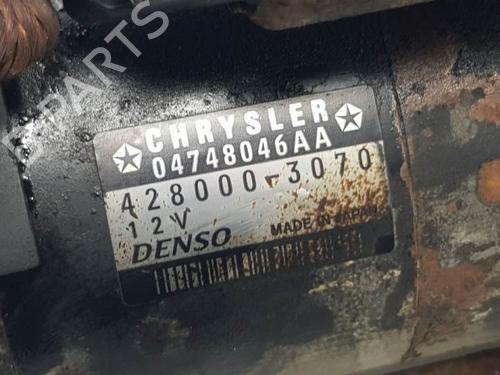 B-PARTS
CHRYSLER
04748046AA
428000-3070
12V
DENSO MADE IN JAPAN